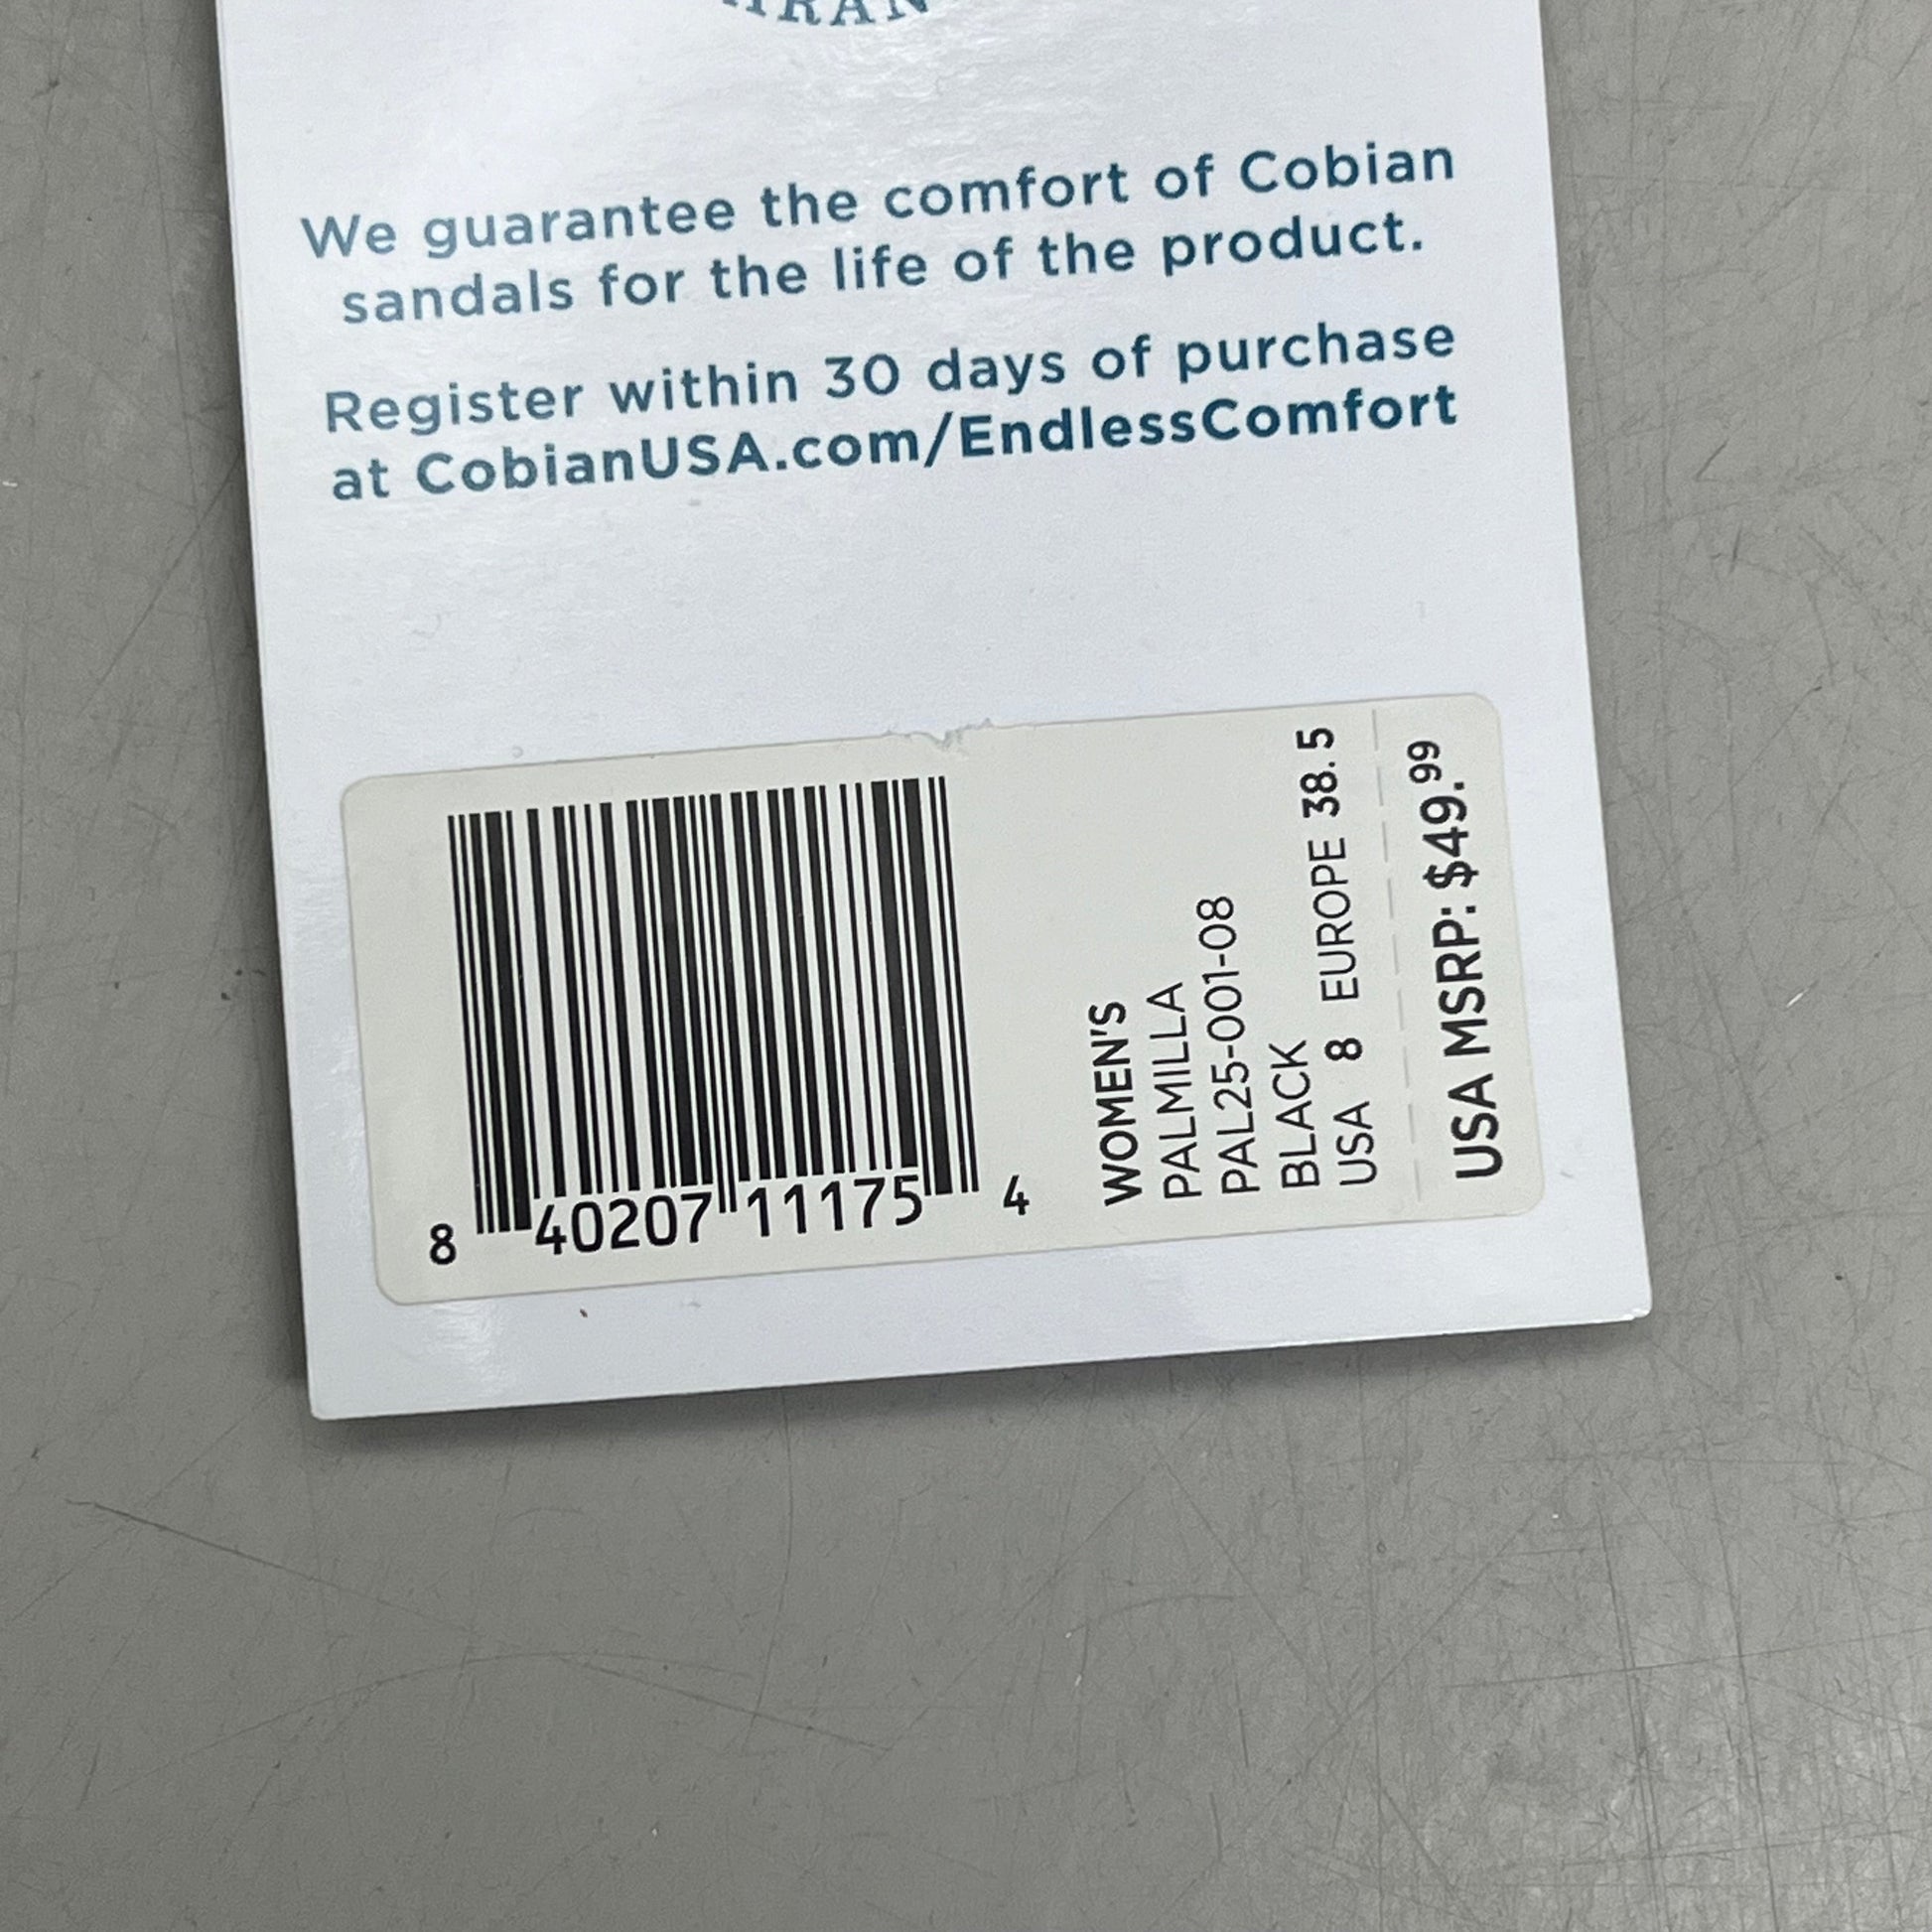 We guarantee the comfort of Cobian
sandals for the life of the product.
Register within 30 days of purchase
at CobianUSA.com/EndlessComfort
8 40207 11175 4
WOMEN'S
PALMILLA
PAL25-001-08
BLACK
USA 8 EUROPE 38.5
USA MSRP: $49.99